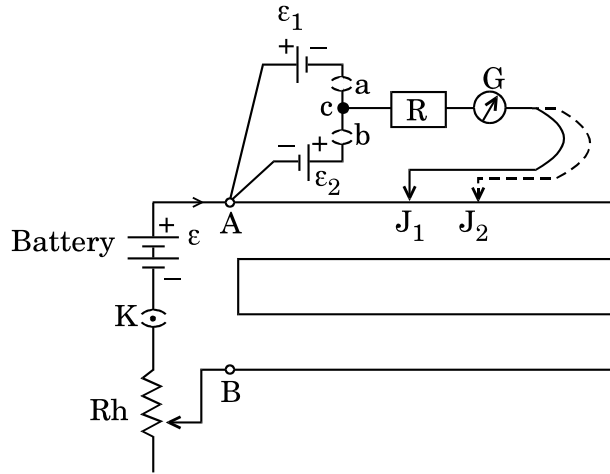 ε₁
+ −
a
G
c
R
b
− +
ε₂
A
J₁ J₂
+
Battery ε
−
K
B
Rh